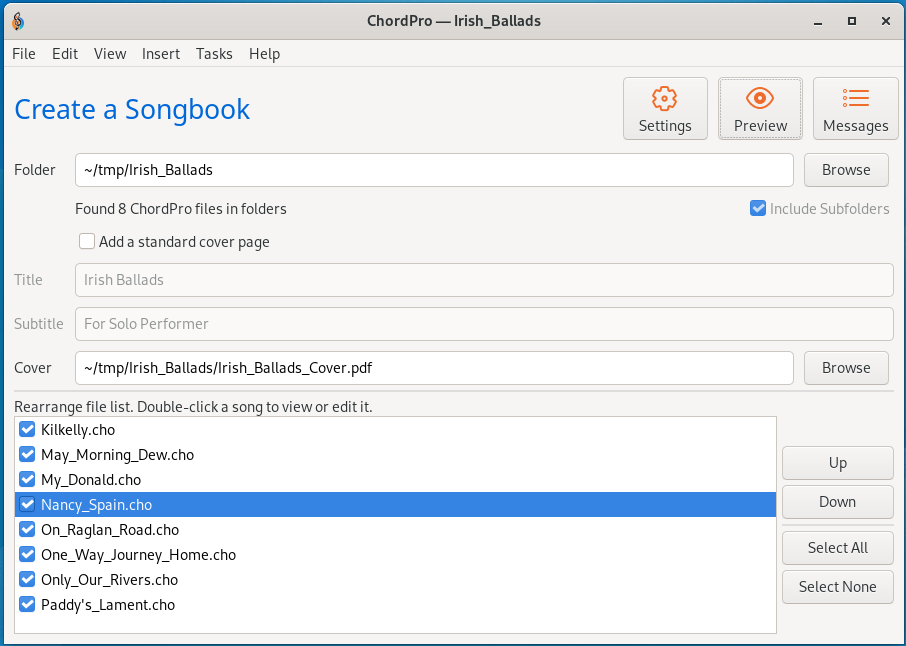 ChordPro — Irish_Ballads
File Edit View Insert Tasks Help
Create a Songbook
Settings Preview Messages
Folder ~/tmp/Irish_Ballads Browse
Found 8 ChordPro files in folders Include Subfolders
Add a standard cover page
Title Irish Ballads
Subtitle For Solo Performer
Cover ~/tmp/Irish_Ballads/Irish_Ballads_Cover.pdf Browse
Rearrange file list. Double-click a song to view or edit it.
Kilkelly.cho
May_Morning_Dew.cho
My_Donald.cho
Nancy_Spain.cho
On_Raglan_Road.cho
One_Way_Journey_Home.cho
Only_Our_Rivers.cho
Paddy's_Lament.cho
Up
Down
Select All
Select None